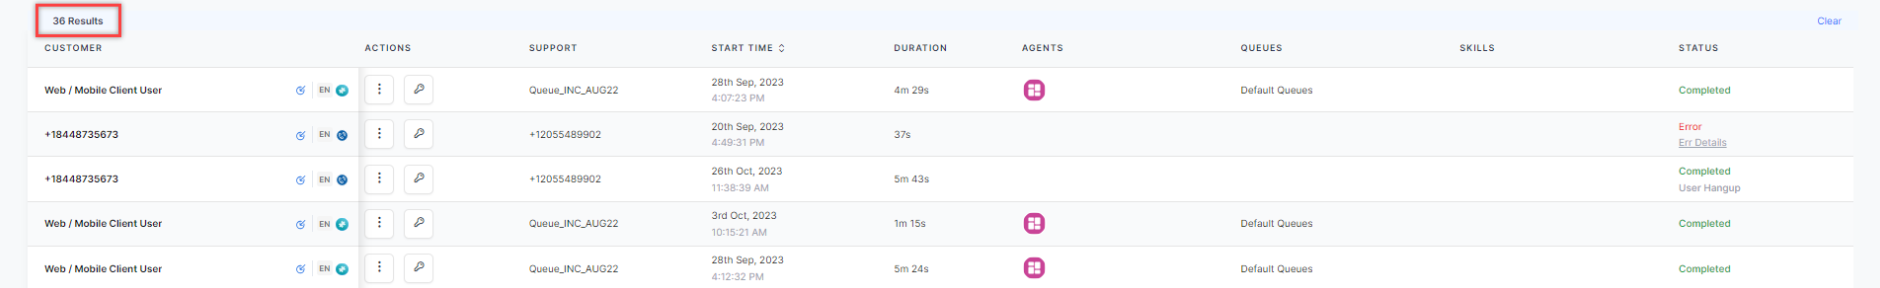 36 Results Clear
CUSTOMER ACTIONS SUPPORT START TIME DURATION AGENTS QUEUES SKILLS STATUS
Web / Mobile Client User EN Queue_INC_AUG22 28th Sep, 2023 4m 29s Default Queues Completed
4:07:23 PM
+18448735673 EN +12055489902 20th Sep, 2023 37s Error
4:49:31 PM Err Details
+18448735673 EN +12055489902 26th Oct, 2023 5m 43s Completed
11:38:39 AM User Hangup
Web / Mobile Client User EN Queue_INC_AUG22 3rd Oct, 2023 1m 15s Default Queues Completed
10:15:21 AM
Web / Mobile Client User EN Queue_INC_AUG22 28th Sep, 2023 5m 24s Default Queues Completed
4:12:32 PM